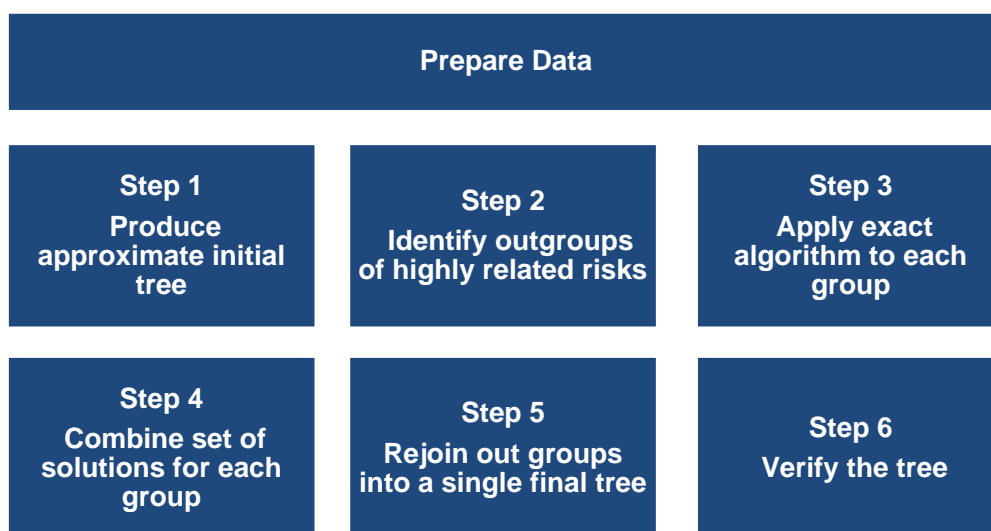 Prepare Data
Step 1
Produce
approximate initial
tree
Step 2
Identify outgroups
of highly related risks
Step 3
Apply exact
algorithm to each
group
Step 4
Combine set of
solutions for each
group
Step 5
Rejoin out groups
into a single final tree
Step 6
Verify the tree